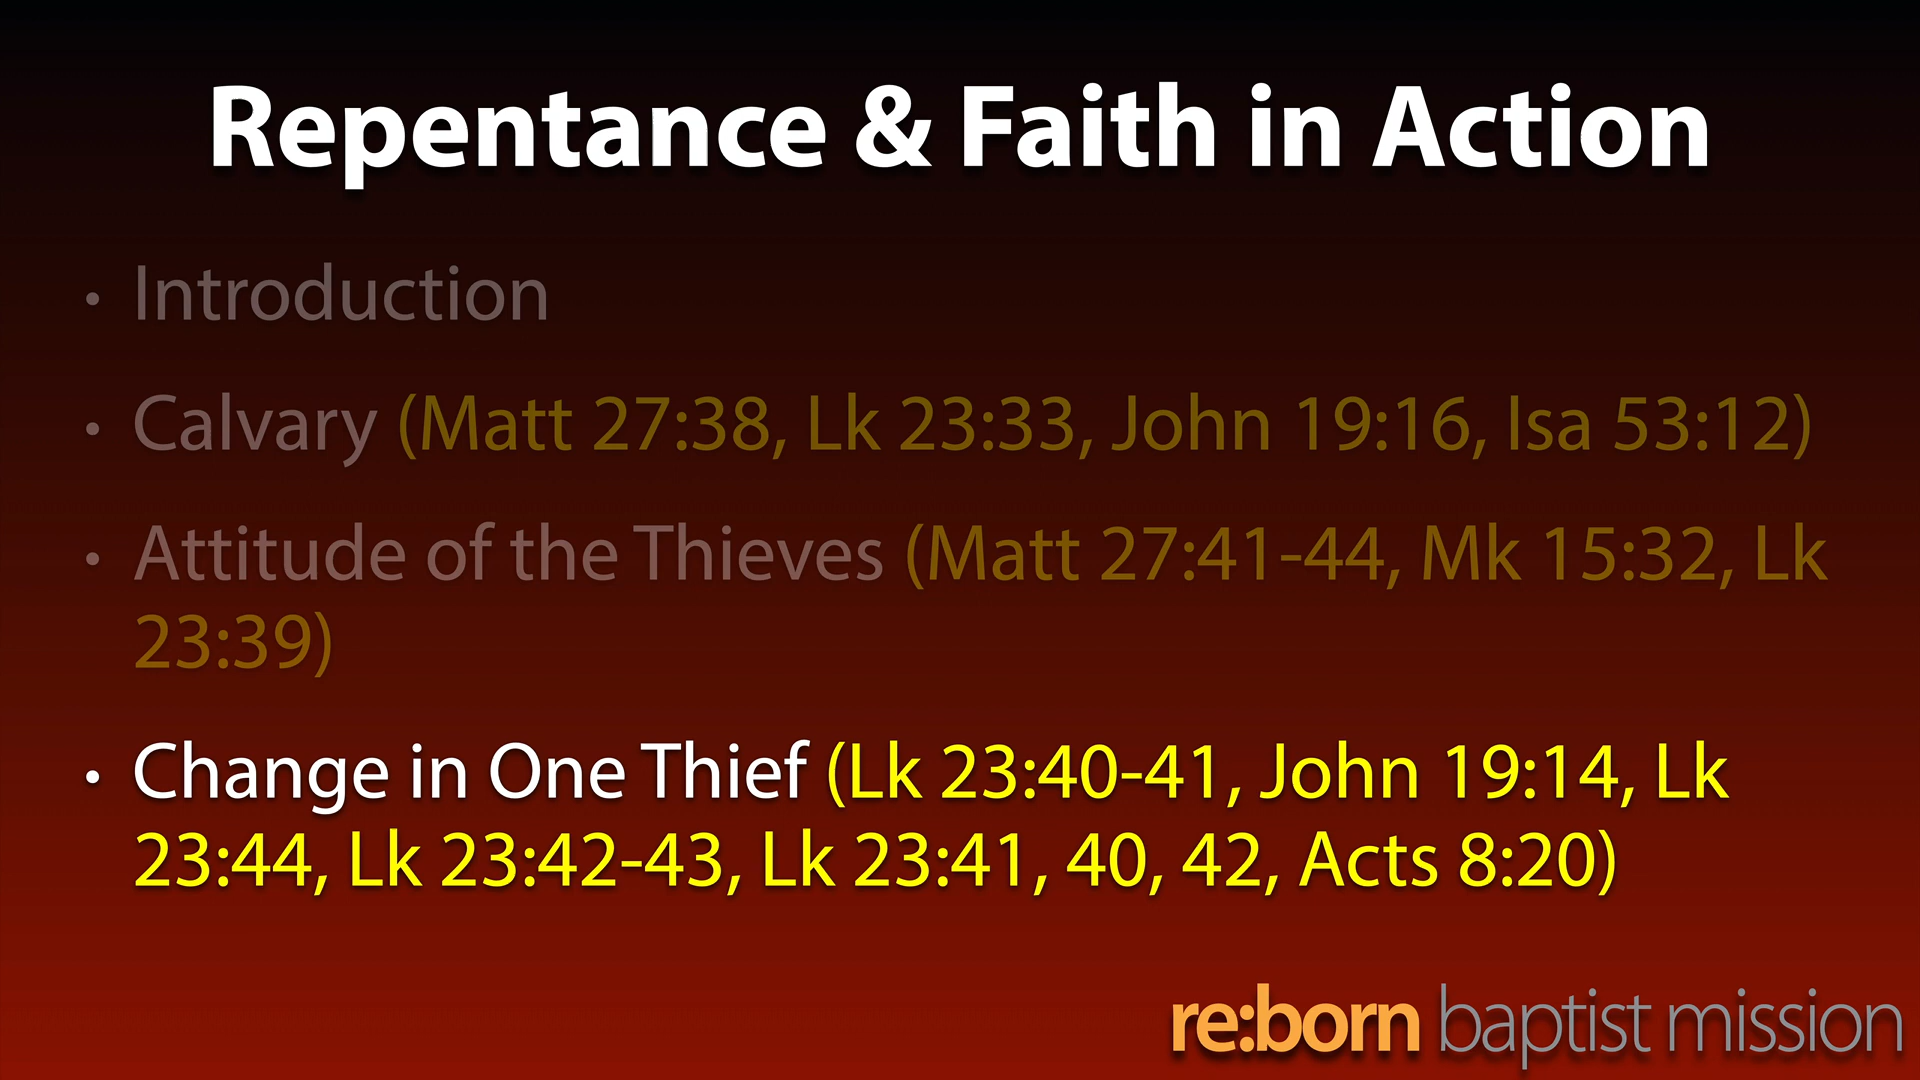 Repentance & Faith in Action
• Introduction
• Calvary (Matt 27:38, Lk 23:33, John 19:16, Isa 53:12)
• Attitude of the Thieves (Matt 27:41-44, Mk 15:32, Lk
23:39)
• Change in One Thief (Lk 23:40-41, John 19:14, Lk
23:44, Lk 23:42-43, Lk 23:41, 40, 42, Acts 8:20)
re:born baptist mission